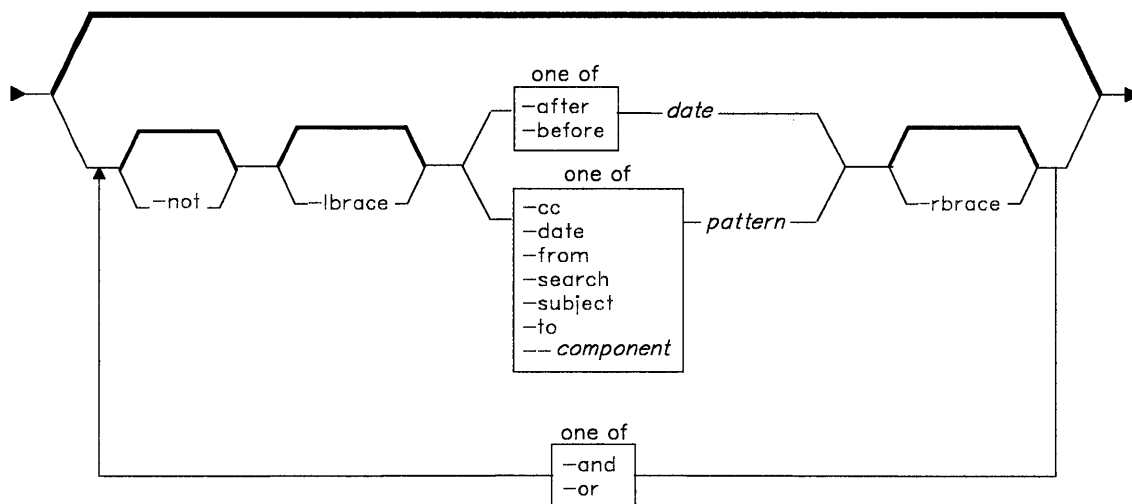 one of
-after
-before
date
one of
-not
-lbrace
-cc
-date
-from
-search
-subject
-to
-- component
pattern
-rbrace
one of
-and
-or